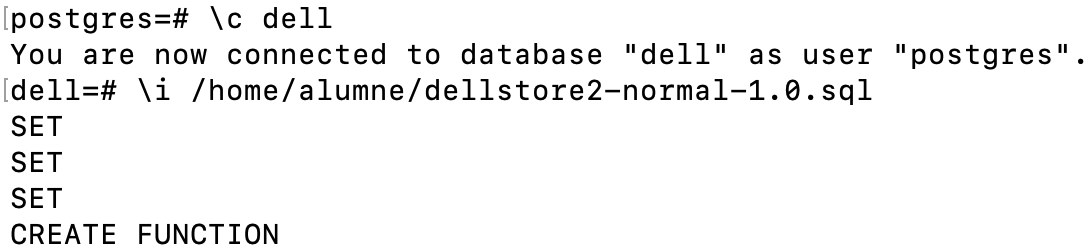 [postgres=# \c dell
You are now connected to database "dell" as user "postgres".
[dell=# \i /home/alumne/dellstore2-normal-1.0.sql
SET
SET
SET
CREATE FUNCTION